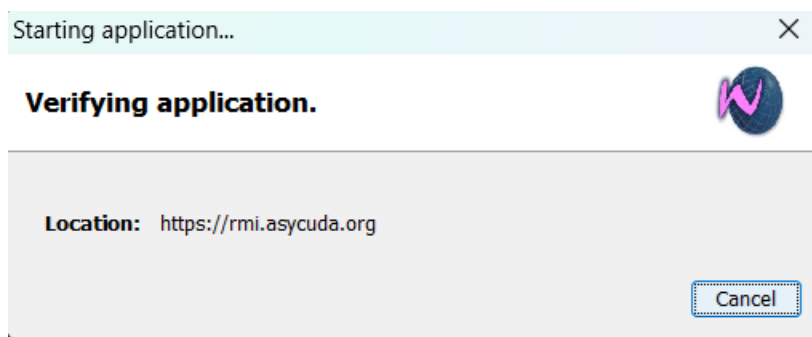 Starting application...
Verifying application.
Location: https://rmi.asycuda.org
Cancel